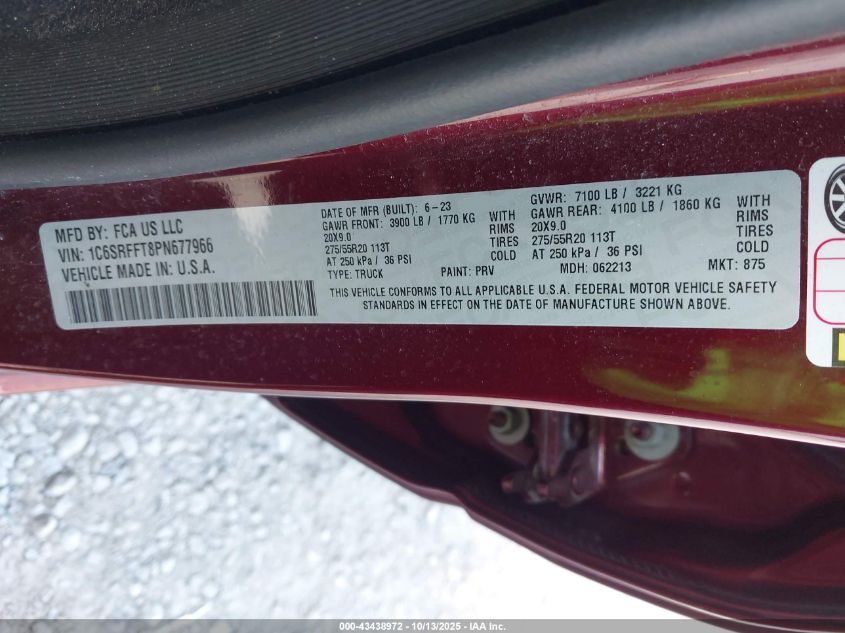 MFD BY: FCA US LLC
VIN: 1C6SRFFT8PN677966
VEHICLE MADE IN: U.S.A.
DATE OF MFR (BUILT): 6-23
GAWR FRONT: 3900 LB / 1770 KG WITH
20X9.0 RIMS
275/55R20 113T TIRES
AT 250 kPa / 36 PSI COLD
TYPE: TRUCK PAINT: PRV
GVWR: 7100 LB / 3221 KG
GAWR REAR: 4100 LB / 1860 KG WITH
20X9.0 RIMS
275/55R20 113T TIRES
AT 250 kPa / 36 PSI COLD
MDH: 062213 MKT: 875
THIS VEHICLE CONFORMS TO ALL APPLICABLE U.S.A. FEDERAL MOTOR VEHICLE SAFETY
STANDARDS IN EFFECT ON THE DATE OF MANUFACTURE SHOWN ABOVE.
000-43438972 | 10/13/2025 - IAA Inc.